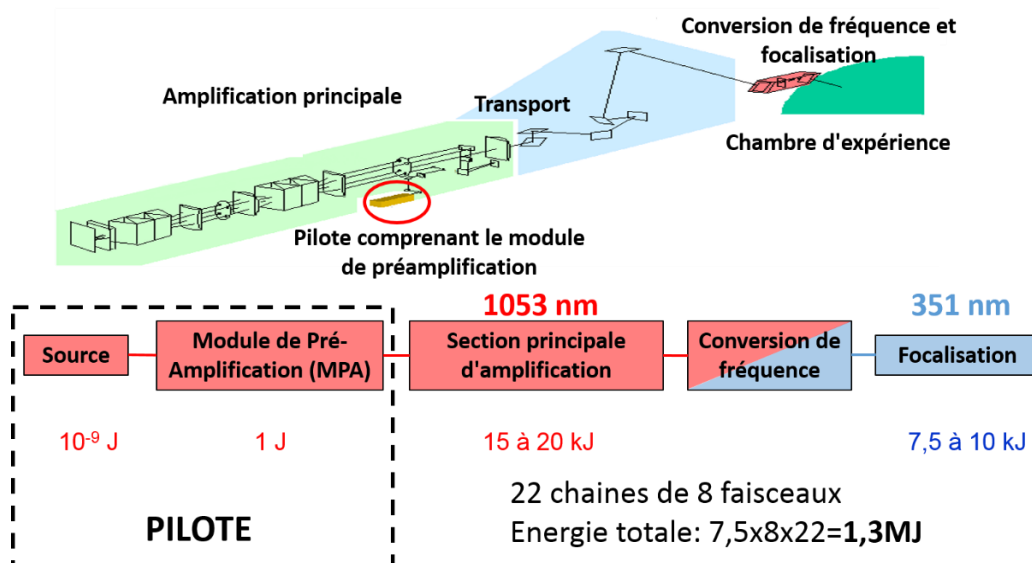 Conversion de fréquence et
focalisation
Amplification principale
Transport
Chambre d'expérience
Pilote comprenant le module
de préamplification
1053 nm
351 nm
Source
Module de Pré-
Amplification (MPA)
Section principale
d'amplification
Conversion de
fréquence
Focalisation
10⁻⁹ J
1 J
15 à 20 kJ
7,5 à 10 kJ
PILOTE
22 chaines de 8 faisceaux
Energie totale: 7,5x8x22=1,3MJ